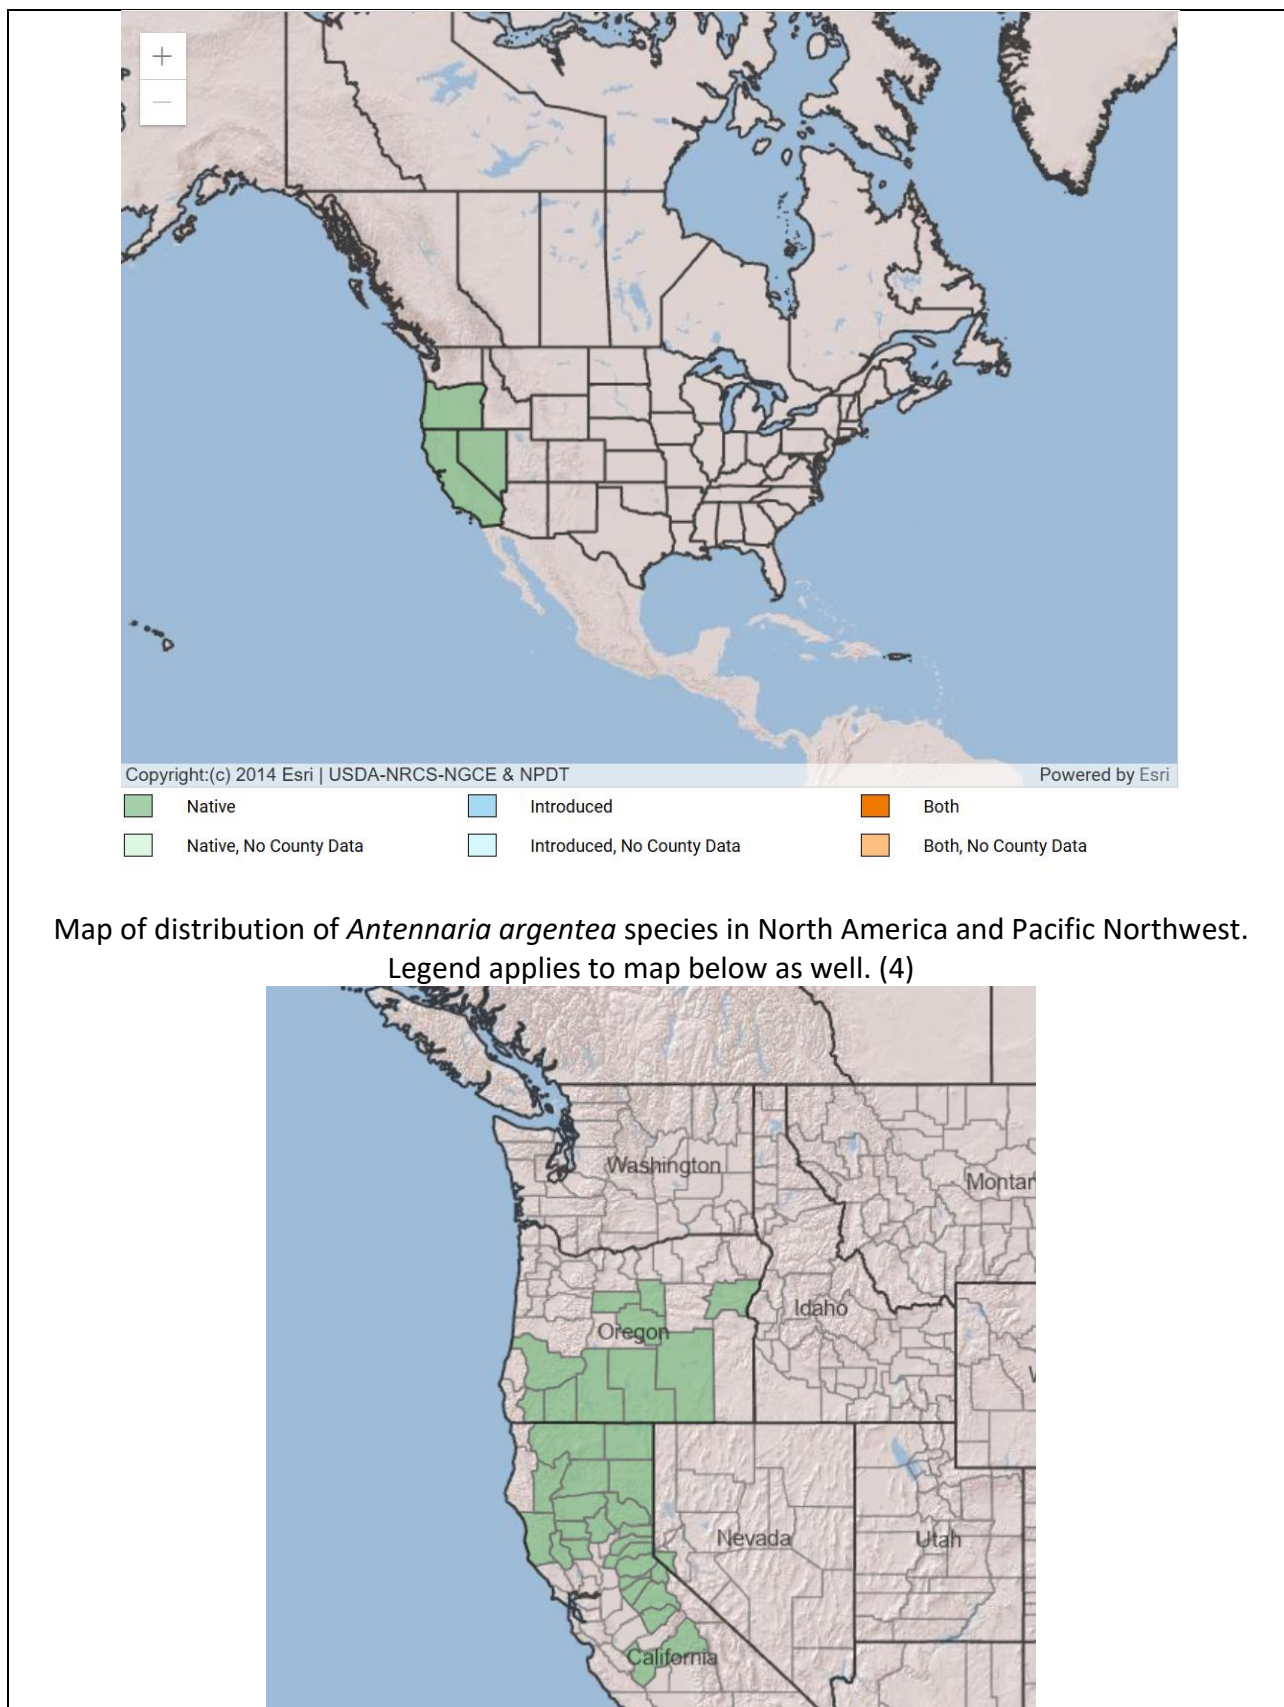 +
−
Copyright:(c) 2014 Esri | USDA-NRCS-NGCE & NPDT
Powered by Esri
Native
Introduced
Both
Native, No County Data
Introduced, No County Data
Both, No County Data
Map of distribution of Antennaria argentea species in North America and Pacific Northwest.
Legend applies to map below as well. (4)
Washington
Montar
Idaho
Oregon
Nevada
Utah
California